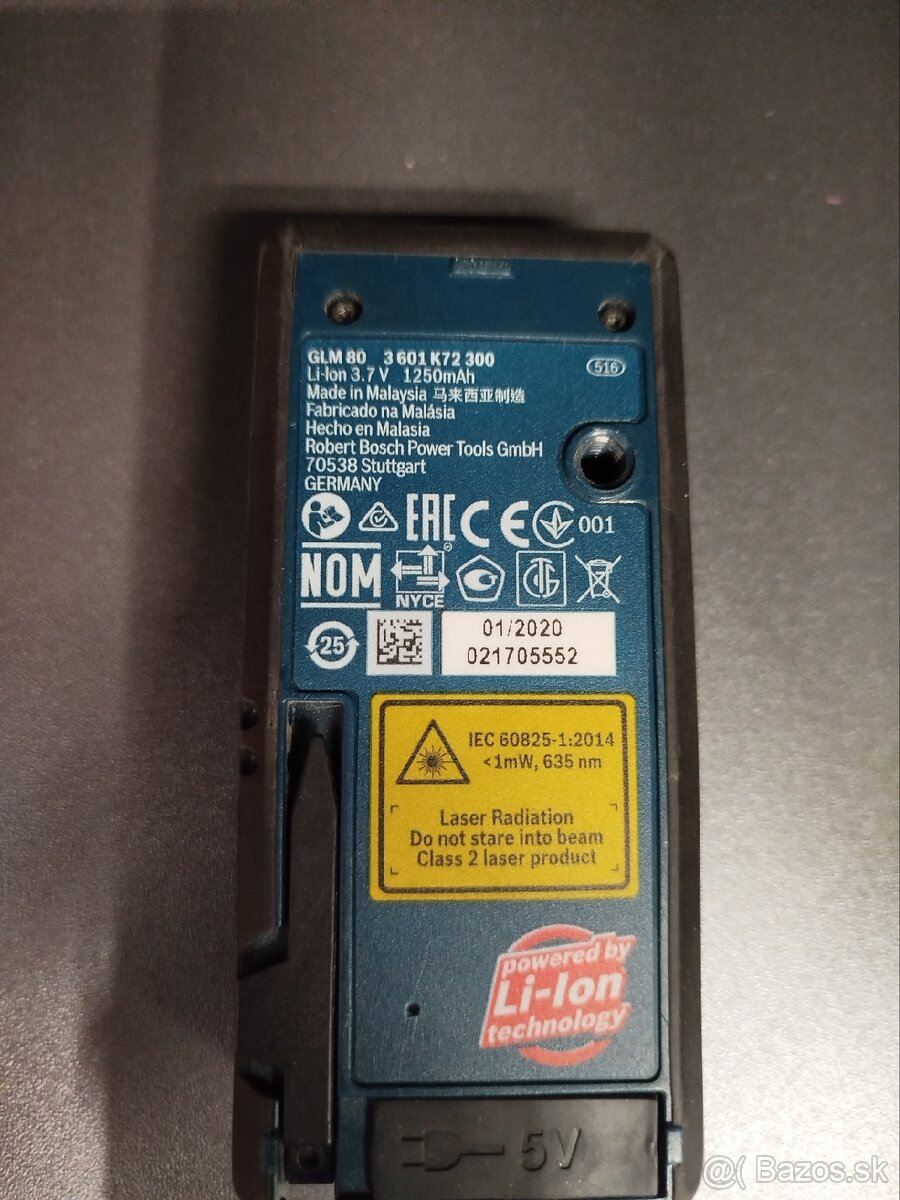 GLM 80 3 601 K72 300
516
Li-Ion 3.7 V 1250mAh
Made in Malaysia 马来西亚制造
Fabricado na Malásia
Hecho en Malasia
Robert Bosch Power Tools GmbH
70538 Stuttgart
GERMANY
EAC CE 001
NOM
NYCE
25
01/2020
021705552
IEC 60825-1:2014
<1mW, 635 nm
Laser Radiation
Do not stare into beam
Class 2 laser product
powered by
Li-Ion
technology
5V
@( Bazos.sk